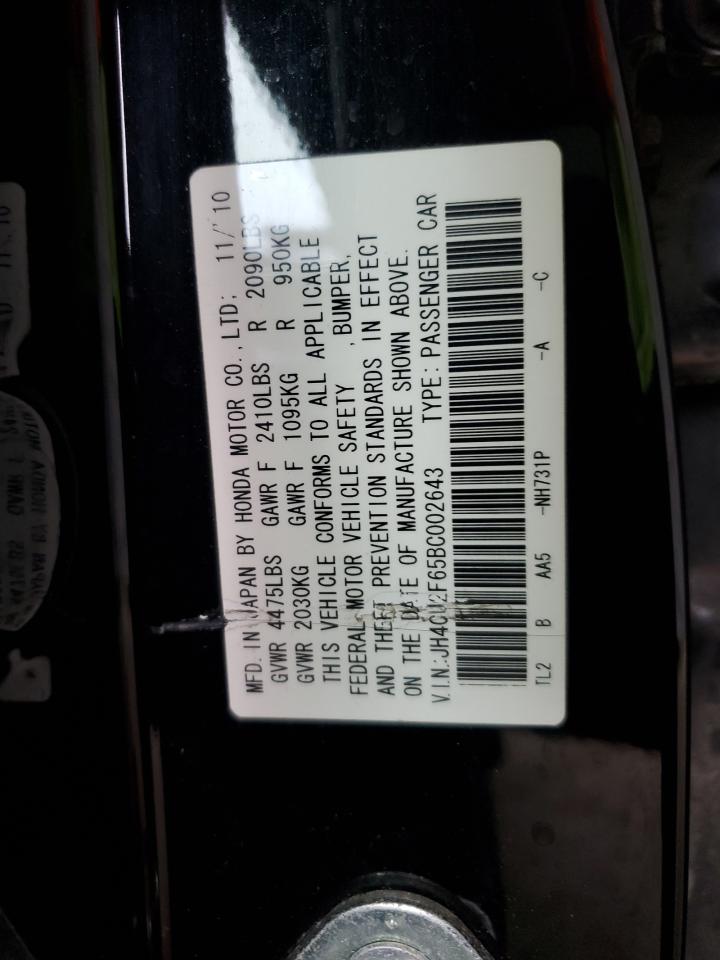 MFD. IN JAPAN BY HONDA MOTOR CO., LTD; 11/'10
GVWR 4475LBS GAWR F 2410LBS R 2090LBS
GVWR 2030KG GAWR F 1095KG R 950KG
THIS VEHICLE CONFORMS TO ALL APPLICABLE
FEDERAL MOTOR VEHICLE SAFETY ,BUMPER,
AND THEFT PREVENTION STANDARDS IN EFFECT
ON THE DATE OF MANUFACTURE SHOWN ABOVE.
V.I.N:JH4CU2F65BC002643 TYPE:PASSENGER CAR
TL2 B AA5 -NH731P -A -C